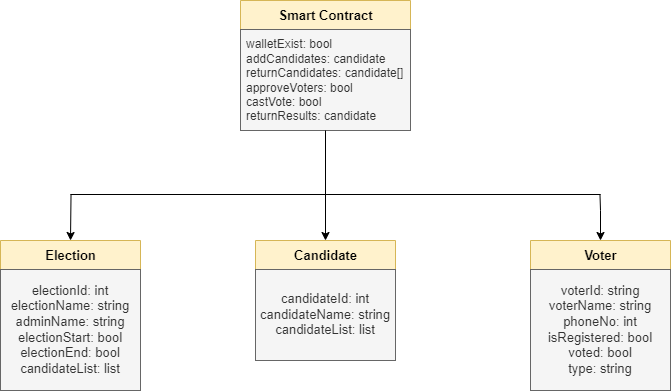 Smart Contract
walletExist: bool
addCandidates: candidate
returnCandidates: candidate[]
approveVoters: bool
castVote: bool
returnResults: candidate
Election
electionId: int
electionName: string
adminName: string
electionStart: bool
electionEnd: bool
candidateList: list
Candidate
candidateId: int
candidateName: string
candidateList: list
Voter
voterId: string
voterName: string
phoneNo: int
isRegistered: bool
voted: bool
type: string